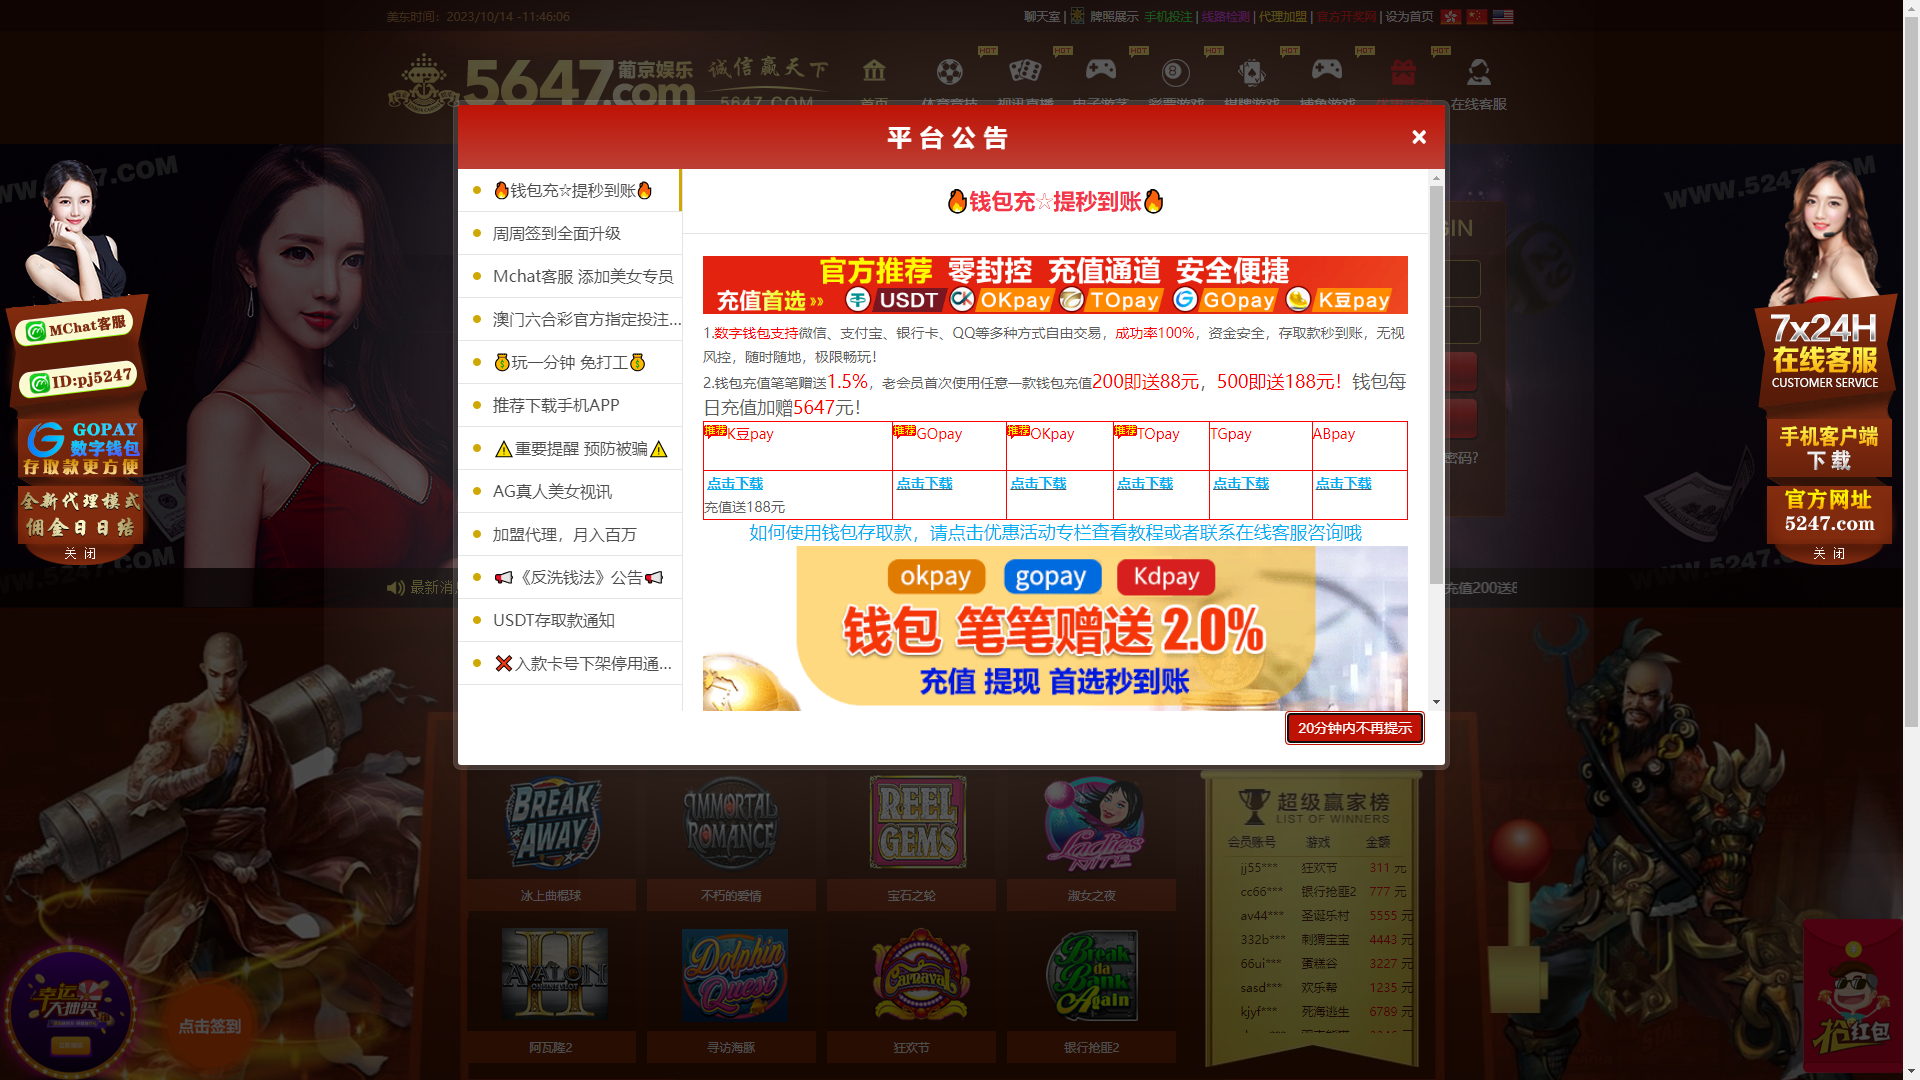 美东时间：2023/10/14 -11:46:06
聊天室 | 牌照展示 手机投注 | 线路检测 | 代理加盟 | 官方开奖网 | 设为首页
5647.com 葡京娱乐 诚信赢天下
5647.COM
HOT HOT HOT HOT HOT HOT HOT
首页 体育竞技 视讯直播 电子游艺 彩票游戏 棋牌游戏 捕鱼游戏 优惠活动 在线客服
平台公告
×
🔥钱包充☆提秒到账🔥
周周签到全面升级
Mchat客服 添加美女专员
澳门六合彩官方指定投注...
💰玩一分钟 免打工💰
推荐下载手机APP
⚠重要提醒 预防被骗⚠
AG真人美女视讯
加盟代理，月入百万
📢《反洗钱法》公告📢
USDT存取款通知
❌入款卡号下架停用通...
🔥钱包充☆提秒到账🔥
官方推荐 零封控 充值通道 安全便捷
充值首选 »» USDT OKpay TOpay GOpay K豆pay
1.数字钱包支持微信、支付宝、银行卡、QQ等多种方式自由交易，成功率100%，资金安全，存取款秒到账，无视
风控，随时随地，极限畅玩！
2.钱包充值笔笔赠送1.5%，老会员首次使用任意一款钱包充值200即送88元，500即送188元！钱包每
日充值加赠5647元！
推荐K豆pay 推荐GOpay 推荐OKpay 推荐TOpay TGpay ABpay
点击下载 点击下载 点击下载 点击下载 点击下载 点击下载
充值送188元
如何使用钱包存取款，请点击优惠活动专栏查看教程或者联系在线客服咨询哦
okpay gopay Kdpay
钱包 笔笔赠送 2.0%
充值 提现 首选秒到账
20分钟内不再提示
MChat客服
ID:pj5247
GOPAY
数字钱包
存取款更方便
全新代理模式
佣金日日结
关 闭
WWW.5247.COM
7x24H
在线客服
CUSTOMER SERVICE
手机客户端
下 载
官方网址
5247.com
关 闭
密码?
最新消
充值200送8
BREAK AWAY
IMMORTAL ROMANCE
REEL GEMS
Ladies Nite
冰上曲棍球 不朽的爱情 宝石之轮 淑女之夜
AVALON II
Dolphin Quest
Carnaval
Break da Bank Again
阿瓦隆2 寻访海豚 狂欢节 银行抢匪2
超级赢家榜
LIST OF WINNERS
会员账号 游戏 金额
jj55*** 狂欢节 311 元
cc66*** 银行抢匪2 777 元
av44*** 圣诞乐村 5555 元
332b*** 刺猬宝宝 4443 元
66ui*** 蛋糕谷 3227 元
sasd*** 欢乐帮 1235 元
kjyf*** 死海逃生 6789 元
幸运大抽奖
点击签到
抢红包